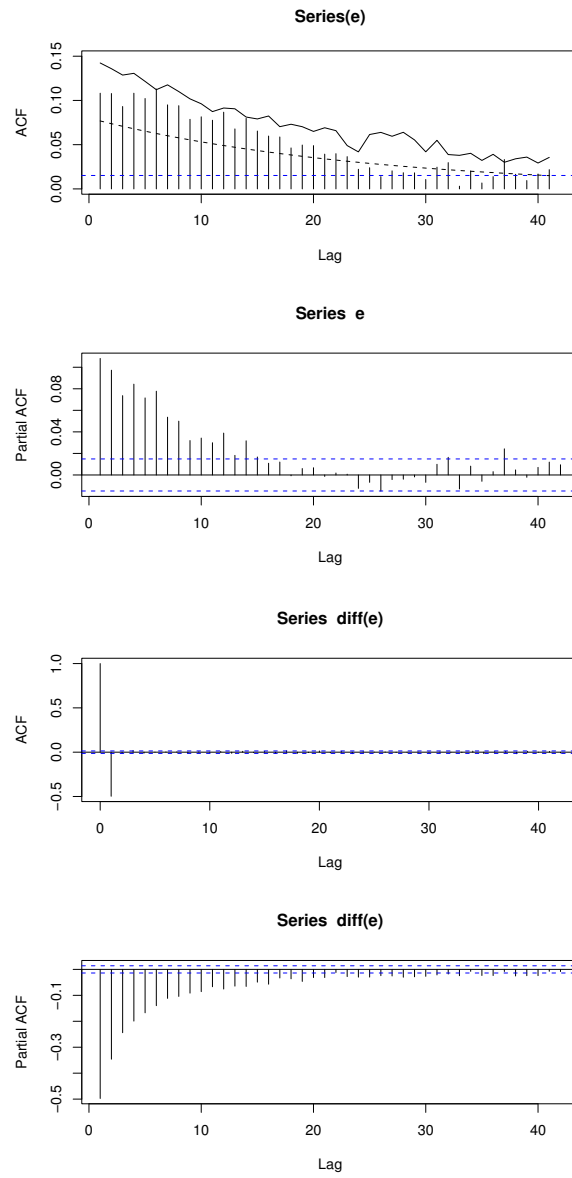 Series(e)
ACF
0.15
0.10
0.05
0.00
0 10 20 30 40
Lag
Series e
Partial ACF
0.08
0.04
0.00
0 10 20 30 40
Lag
Series diff(e)
ACF
1.0
0.5
0.0
−0.5
0 10 20 30 40
Lag
Series diff(e)
Partial ACF
−0.1
−0.3
−0.5
0 10 20 30 40
Lag